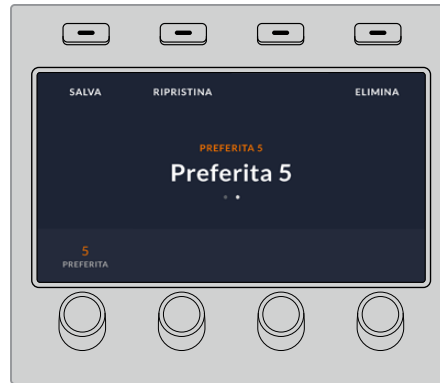 SALVA RIPRISTINA ELIMINA
PREFERITA 5
Preferita 5
5
PREFERITA